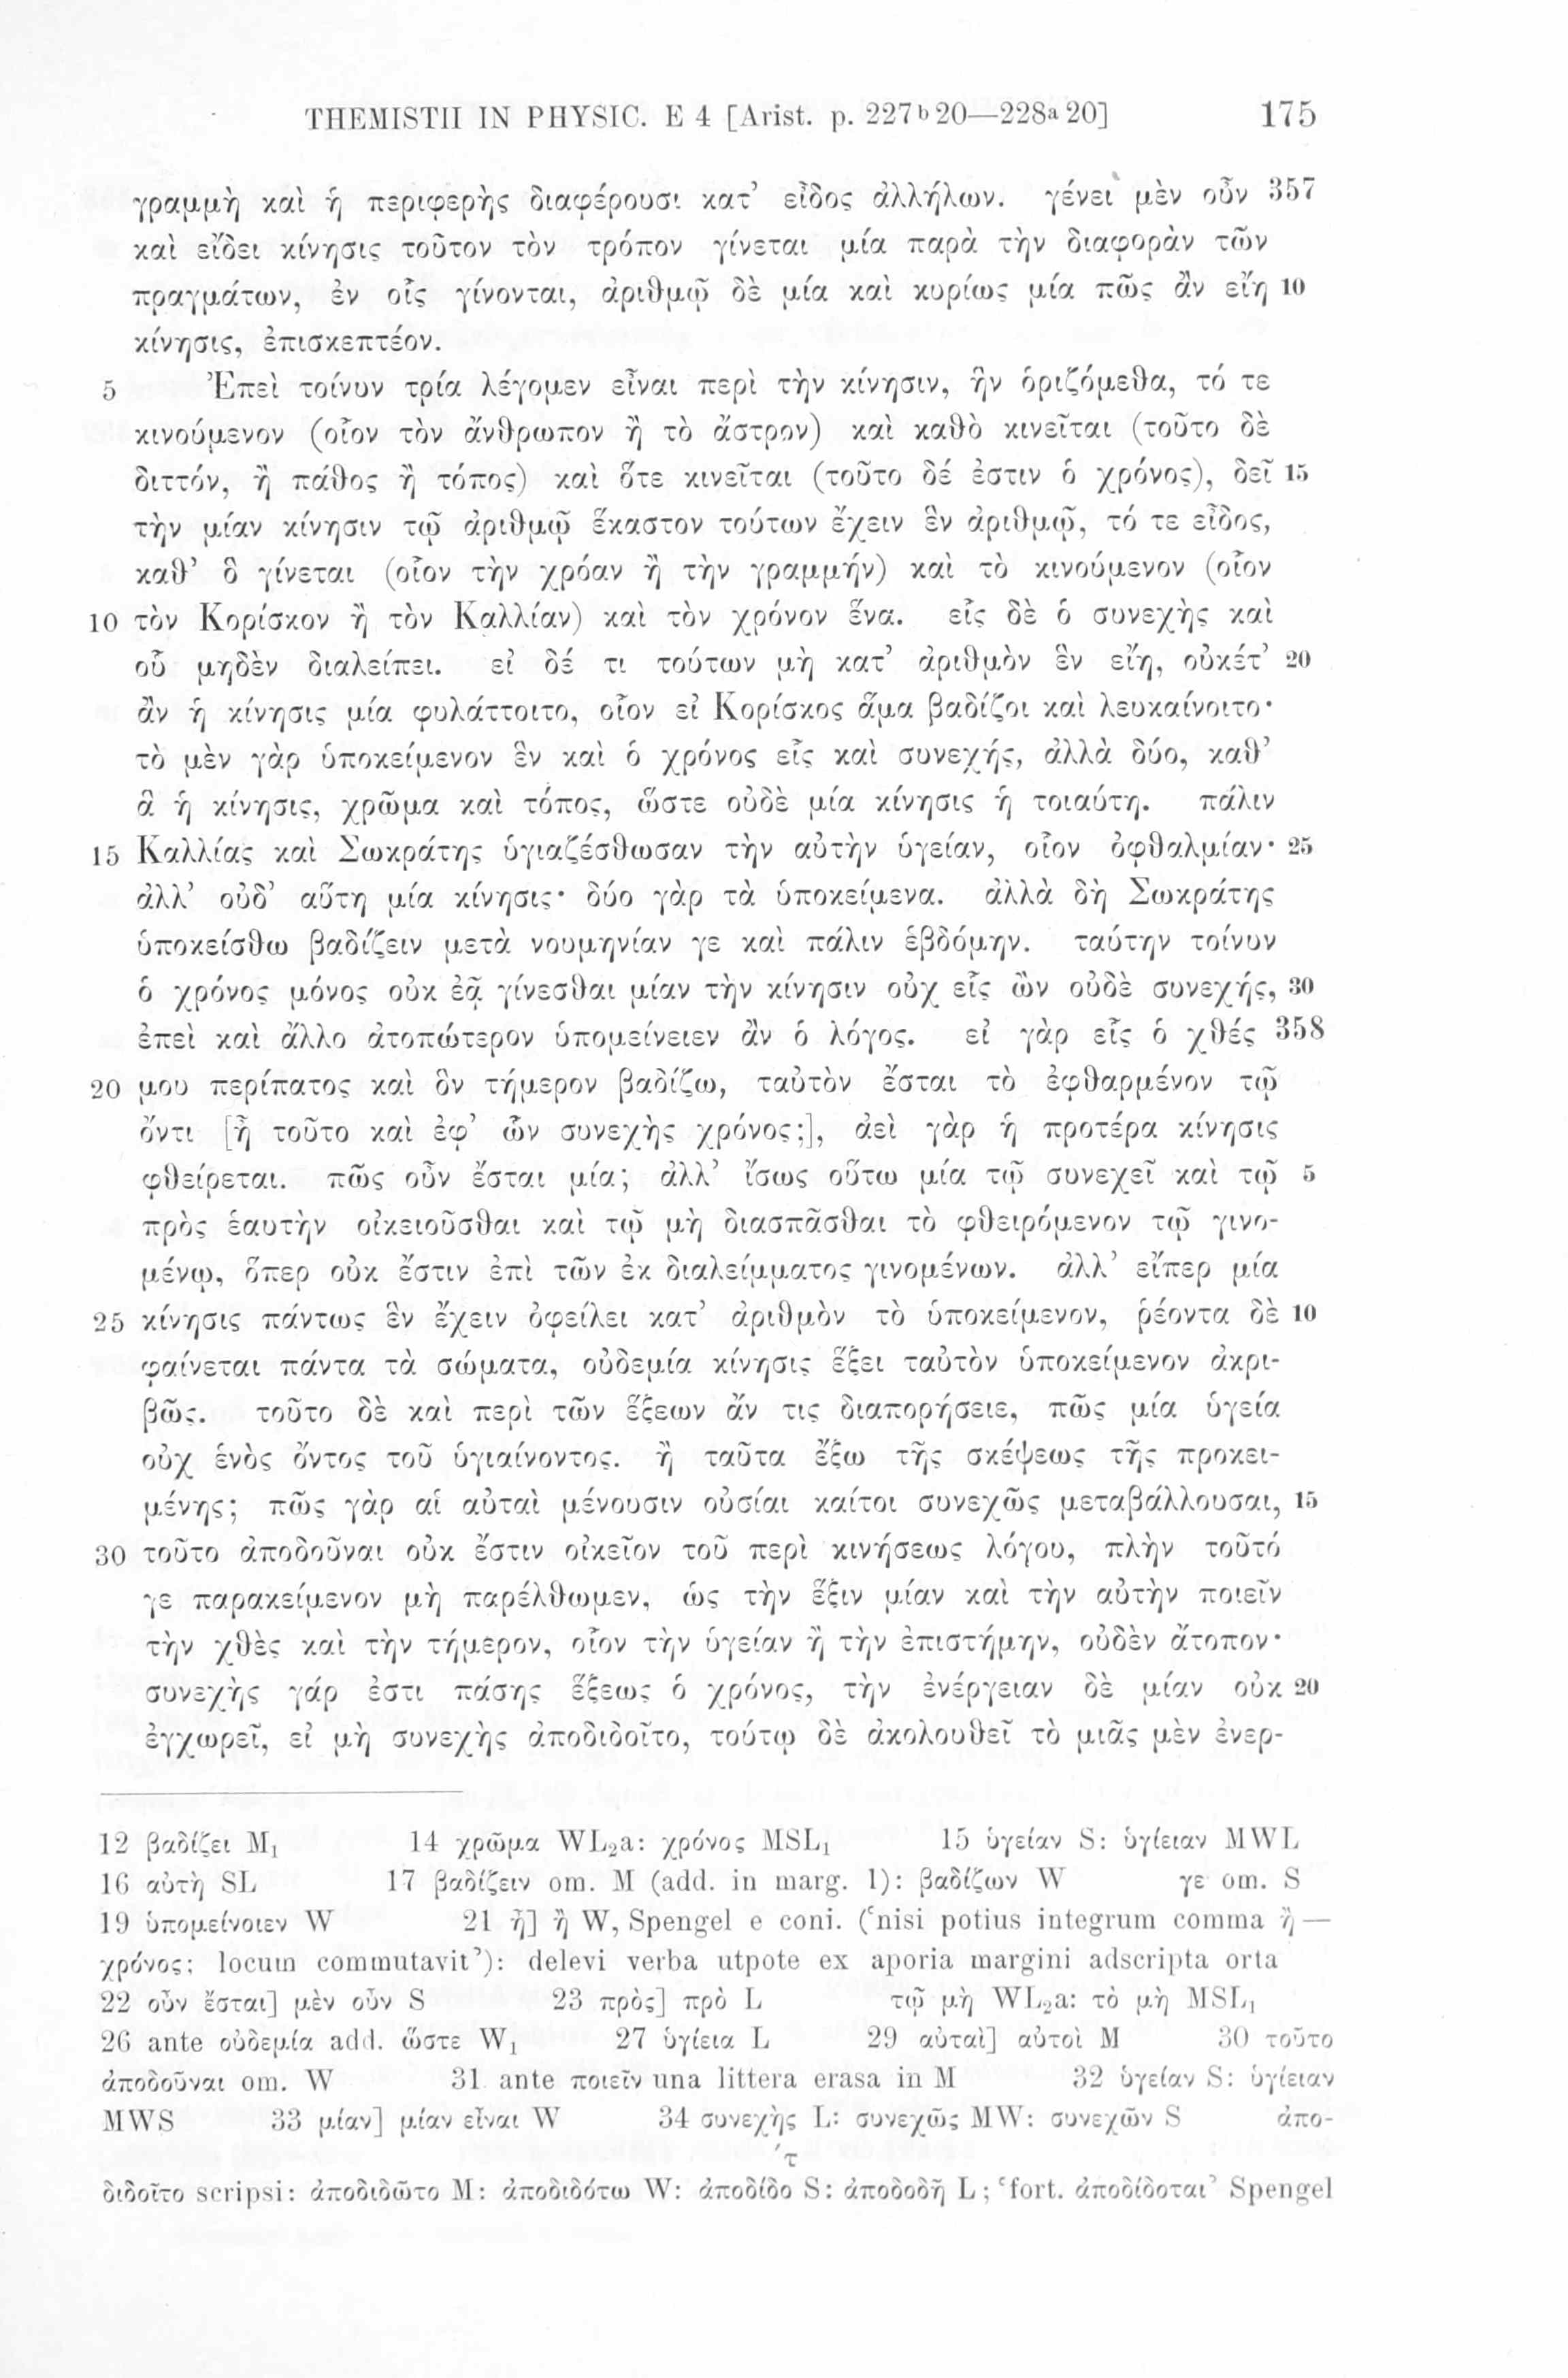 THEMISTII IN PHYSIC. E 4 [Arist. p. 227ᵇ20—228ᵃ20] 175
γραμμὴ καὶ ἡ περιφερὴς διαφέρουσι κατ’ εἶδος ἀλλήλων. γένει μὲν οὖν 357
καὶ εἴδει κίνησις τοῦτον τὸν τρόπον γίνεται μία παρὰ τὴν διαφορὰν τῶν
πραγμάτων, ἐν οἷς γίνονται, ἀριθμῷ δὲ μία καὶ κυρίως μία πῶς ἂν εἴη 10
κίνησις, ἐπισκεπτέον.
5 Ἐπεὶ τοίνυν τρία λέγομεν εἶναι περὶ τὴν κίνησιν, ἣν ὁριζόμεθα, τό τε
κινούμενον (οἷον τὸν ἄνθρωπον ἢ τὸ ἄστρον) καὶ καθὸ κινεῖται (τοῦτο δὲ
διττόν, ἢ πάθος ἢ τόπος) καὶ ὅτε κινεῖται (τοῦτο δέ ἐστιν ὁ χρόνος), δεῖ 15
τὴν μίαν κίνησιν τῷ ἀριθμῷ ἕκαστον τούτων ἔχειν ἓν ἀριθμῷ, τό τε εἶδος,
καθ’ ὃ γίνεται (οἷον τὴν χρόαν ἢ τὴν γραμμήν) καὶ τὸ κινούμενον (οἷον
10 τὸν Κορίσκον ἢ τὸν Καλλίαν) καὶ τὸν χρόνον ἕνα. εἷς δὲ ὁ συνεχὴς καὶ
οὗ μηδὲν διαλείπει. εἰ δέ τι τούτων μὴ κατ’ ἀριθμὸν ἓν εἴη, οὐκέτ’ 20
ἂν ἡ κίνησις μία φυλάττοιτο, οἷον εἰ Κορίσκος ἅμα βαδίζοι καὶ λευκαίνοιτο·
τὸ μὲν γὰρ ὑποκείμενον ἓν καὶ ὁ χρόνος εἷς καὶ συνεχής, ἀλλὰ δύο, καθ’
ἃ ἡ κίνησις, χρῶμα καὶ τόπος, ὥστε οὐδὲ μία κίνησις ἡ τοιαύτη. πάλιν
15 Καλλίας καὶ Σωκράτης ὑγιαζέσθωσαν τὴν αὐτὴν ὑγείαν, οἷον ὀφθαλμίαν· 25
ἀλλ’ οὐδ’ αὕτη μία κίνησις· δύο γὰρ τὰ ὑποκείμενα. ἀλλὰ δὴ Σωκράτης
ὑποκείσθω βαδίζειν μετὰ νουμηνίαν γε καὶ πάλιν ἑβδόμην. ταύτην τοίνυν
ὁ χρόνος μόνος οὐκ ἐᾷ γίνεσθαι μίαν τὴν κίνησιν οὐχ εἷς ὢν οὐδὲ συνεχής, 30
ἐπεὶ καὶ ἄλλο ἀτοπώτερον ὑπομείνειεν ἂν ὁ λόγος. εἰ γὰρ εἷς ὁ χθές 358
20 μου περίπατος καὶ ὃν τήμερον βαδίζω, ταὐτὸν ἔσται τὸ ἐφθαρμένον τῷ
ὄντι [ἦ τοῦτο καὶ ἐφ’ ὧν συνεχὴς χρόνος;], ἀεὶ γὰρ ἡ προτέρα κίνησις
φθείρεται. πῶς οὖν ἔσται μία; ἀλλ’ ἴσως οὕτω μία τῷ συνεχεῖ καὶ τῷ 5
πρὸς ἑαυτὴν οἰκειοῦσθαι καὶ τῷ μὴ διασπᾶσθαι τὸ φθειρόμενον τῷ γινο-
μένῳ, ὅπερ οὐκ ἔστιν ἐπὶ τῶν ἐκ διαλείμματος γινομένων. ἀλλ’ εἴπερ μία
25 κίνησις πάντως ἓν ἔχειν ὀφείλει κατ’ ἀριθμὸν τὸ ὑποκείμενον, ῥέοντα δὲ 10
φαίνεται πάντα τὰ σώματα, οὐδεμία κίνησις ἕξει ταὐτὸν ὑποκείμενον ἀκρι-
βῶς. τοῦτο δὲ καὶ περὶ τῶν ἕξεων ἄν τις διαπορήσειε, πῶς μία ὑγεία
οὐχ ἑνὸς ὄντος τοῦ ὑγιαίνοντος. ἢ ταῦτα ἔξω τῆς σκέψεως τῆς προκει-
μένης; πῶς γὰρ αἱ αὐταὶ μένουσιν οὐσίαι καίτοι συνεχῶς μεταβάλλουσαι, 15
30 τοῦτο ἀποδοῦναι οὐκ ἔστιν οἰκεῖον τοῦ περὶ κινήσεως λόγου, πλὴν τοῦτό
γε παρακείμενον μὴ παρέλθωμεν, ὡς τὴν ἕξιν μίαν καὶ τὴν αὐτὴν ποιεῖν
τὴν χθὲς καὶ τὴν τήμερον, οἷον τὴν ὑγείαν ἢ τὴν ἐπιστήμην, οὐδὲν ἄτοπον·
συνεχὴς γάρ ἐστι πάσης ἕξεως ὁ χρόνος, τὴν ἐνέργειαν δὲ μίαν οὐκ 20
ἐγχωρεῖ, εἰ μὴ συνεχὴς ἀποδιδοῖτο, τούτῳ δὲ ἀκολουθεῖ τὸ μιᾶς μὲν ἐνερ-
12 βαδίζει M₁ 14 χρῶμα WL₂a: χρόνος MSL₁ 15 ὑγείαν S: ὑγίειαν MWL
16 αὐτὴ SL 17 βαδίζειν om. M (add. in marg. 1): βαδίζων W γε om. S
19 ὑπομείνοιεν W 21 ἦ] ἢ W, Spengel e coni. (‘nisi potius integrum comma ἢ—
χρόνος; locum commutavit’): delevi verba utpote ex aporia margini adscripta orta
22 οὖν ἔσται] μὲν οὖν S 23 πρὸς] πρὸ L τῷ μὴ WL₂a: τὸ μὴ MSL₁
26 ante οὐδεμία add. ὥστε W₁ 27 ὑγίεια L 29 αὐταὶ] αὐτοὶ M 30 τοῦτο
ἀποδοῦναι om. W 31 ante ποιεῖν una littera erasa in M 32 ὑγείαν S: ὑγίειαν
MWS 33 μίαν] μίαν εἶναι W 34 συνεχὴς L: συνεχῶς MW: συνεχῶν S ἀπο-
τ
διδοῖτο scripsi: ἀποδιδῶτο M: ἀποδιδότω W: ἀποδίδο S: ἀποδοδῇ L; ‘fort. ἀποδίδοται’ Spengel